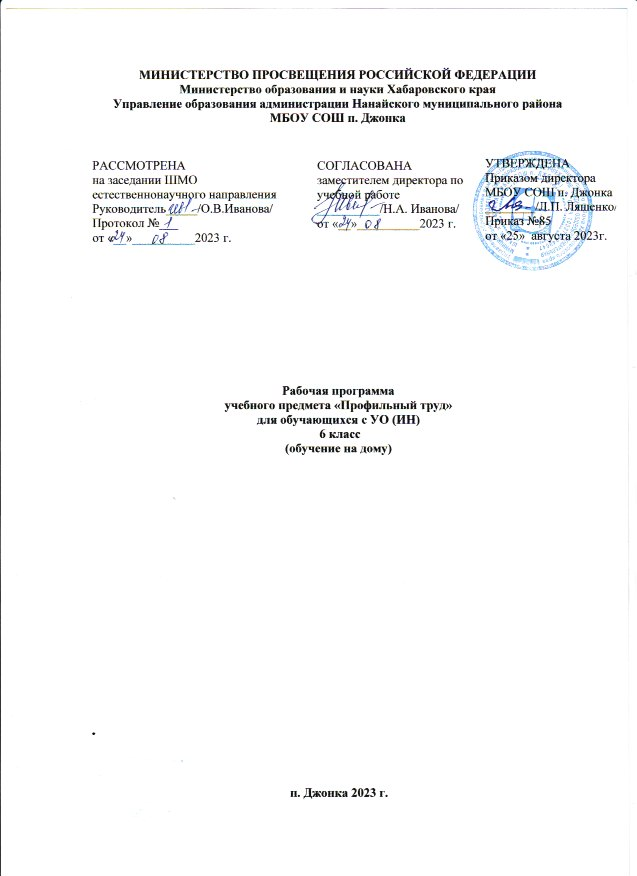 МИНИСТЕРСТВО ПРОСВЕЩЕНИЯ РОССИЙСКОЙ ФЕДЕРАЦИИ
Министерство образования и науки Хабаровского края
Управление образования администрации Нанайского муниципального района
МБОУ СОШ п. Джонка
РАССМОТРЕНА
на заседании ШМО
естественнонаучного направления
Руководитель /О.В.Иванова/
Протокол № 1
от «24» 08 2023 г.
СОГЛАСОВАНА
заместителем директора по
учебной работе
/Н.А. Иванова/
от «24» 08 2023 г.
УТВЕРЖДЕНА
Приказом директора
МБОУ СОШ п. Джонка
/Л.П. Ляшенко/
Приказ №85
от «25» августа 2023г.
Рабочая программа
учебного предмета «Профильный труд»
для обучающихся с УО (ИН)
6 класс
(обучение на дому)
п. Джонка 2023 г.